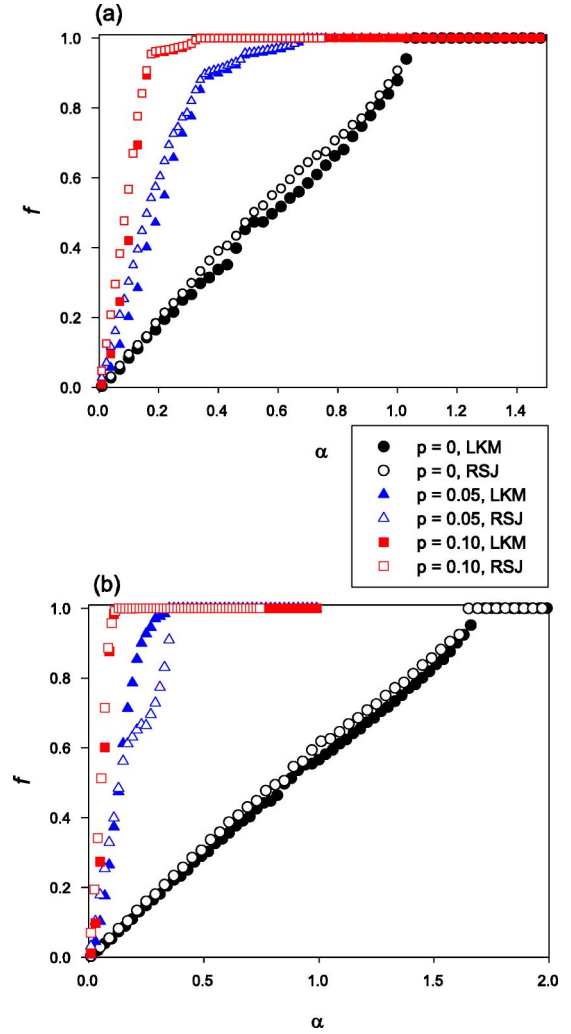 (a)
1.0
0.8
0.6
0.4
0.2
0.0
f
0.0 0.2 0.4 0.6 0.8 1.0 1.2 1.4
α
p = 0, LKM
p = 0, RSJ
p = 0.05, LKM
p = 0.05, RSJ
p = 0.10, LKM
p = 0.10, RSJ
(b)
1.0
0.8
0.6
0.4
0.2
0.0
f
0.0 0.5 1.0 1.5 2.0
α